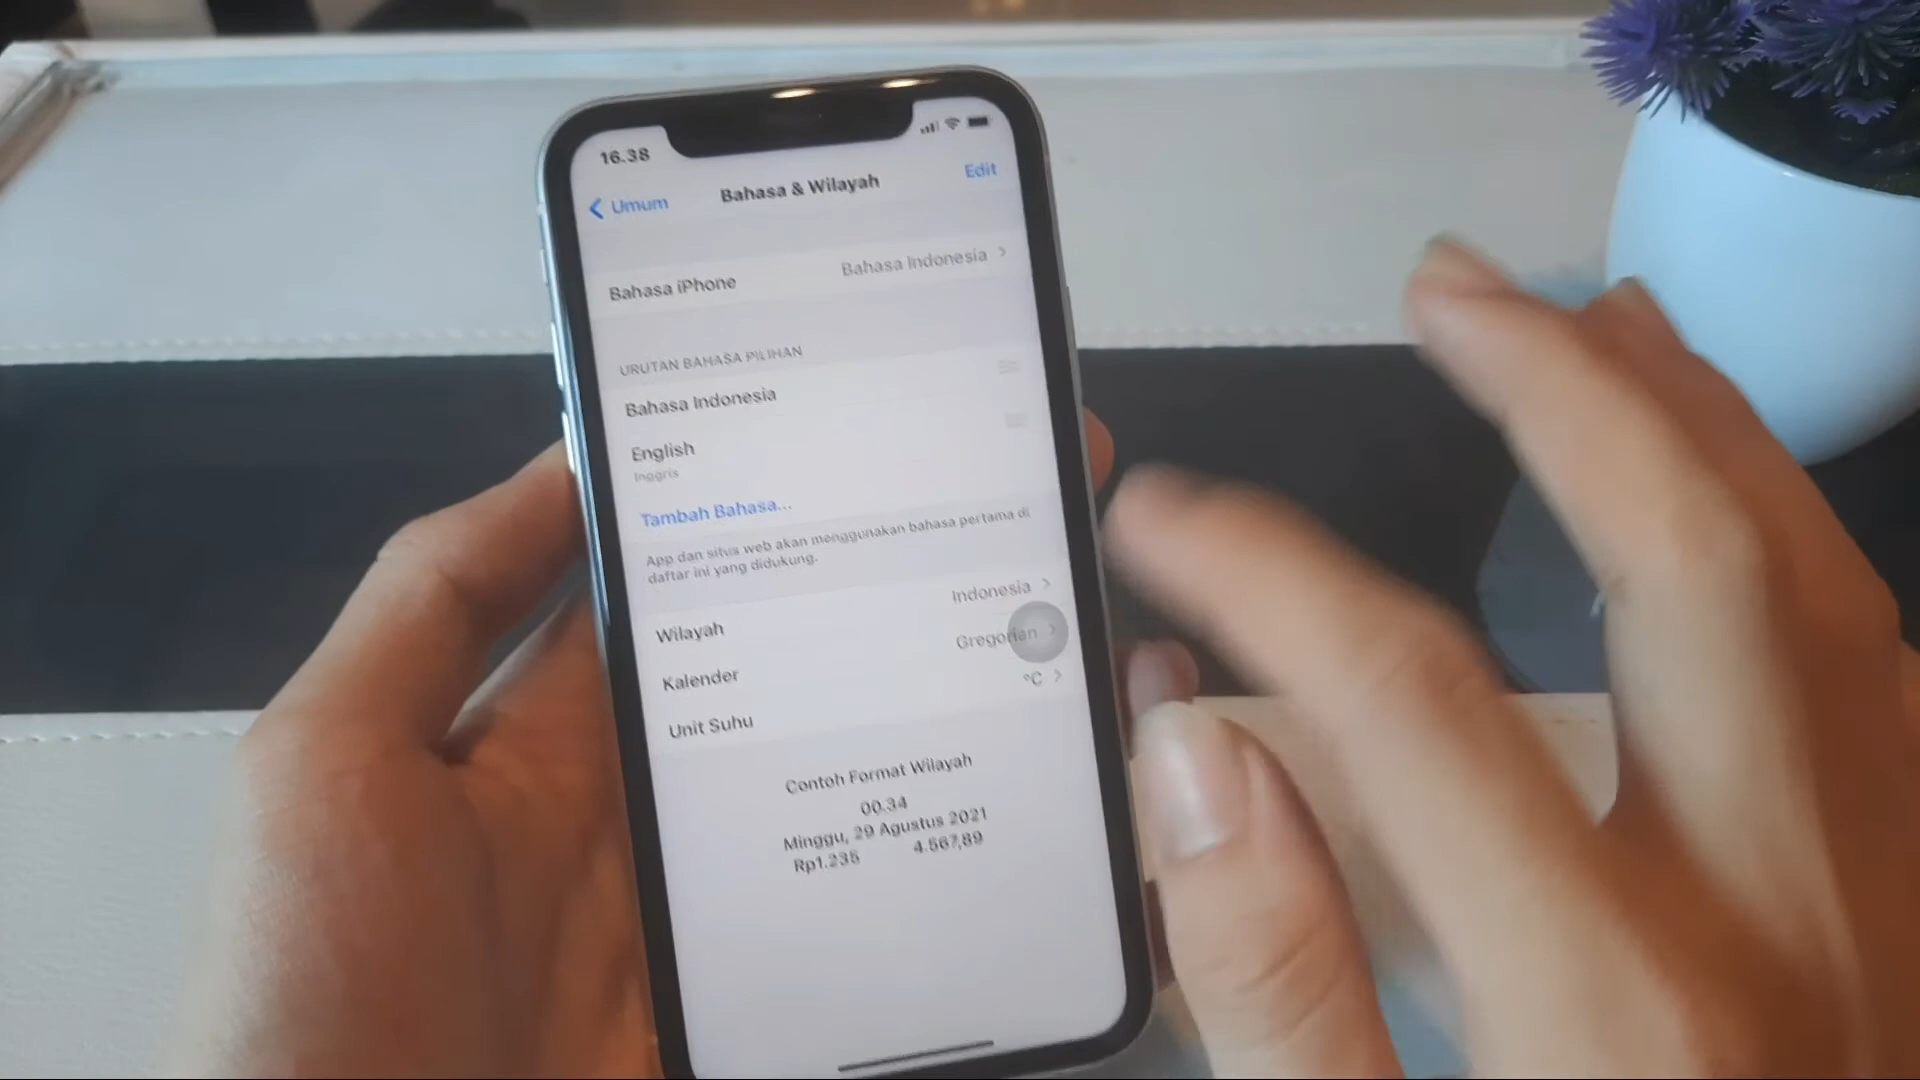 16.38
Umum
Bahasa & Wilayah
Edit
Bahasa iPhone
Bahasa Indonesia
URUTAN BAHASA PILIHAN
Bahasa Indonesia
English
Inggris
Tambah Bahasa...
App dan situs web akan menggunakan bahasa pertama di
daftar ini yang didukung.
Wilayah
Indonesia
Kalender
Gregorian
Unit Suhu
°C
Contoh Format Wilayah
00.34
Minggu, 29 Agustus 2021
Rp1.235 4.567,89